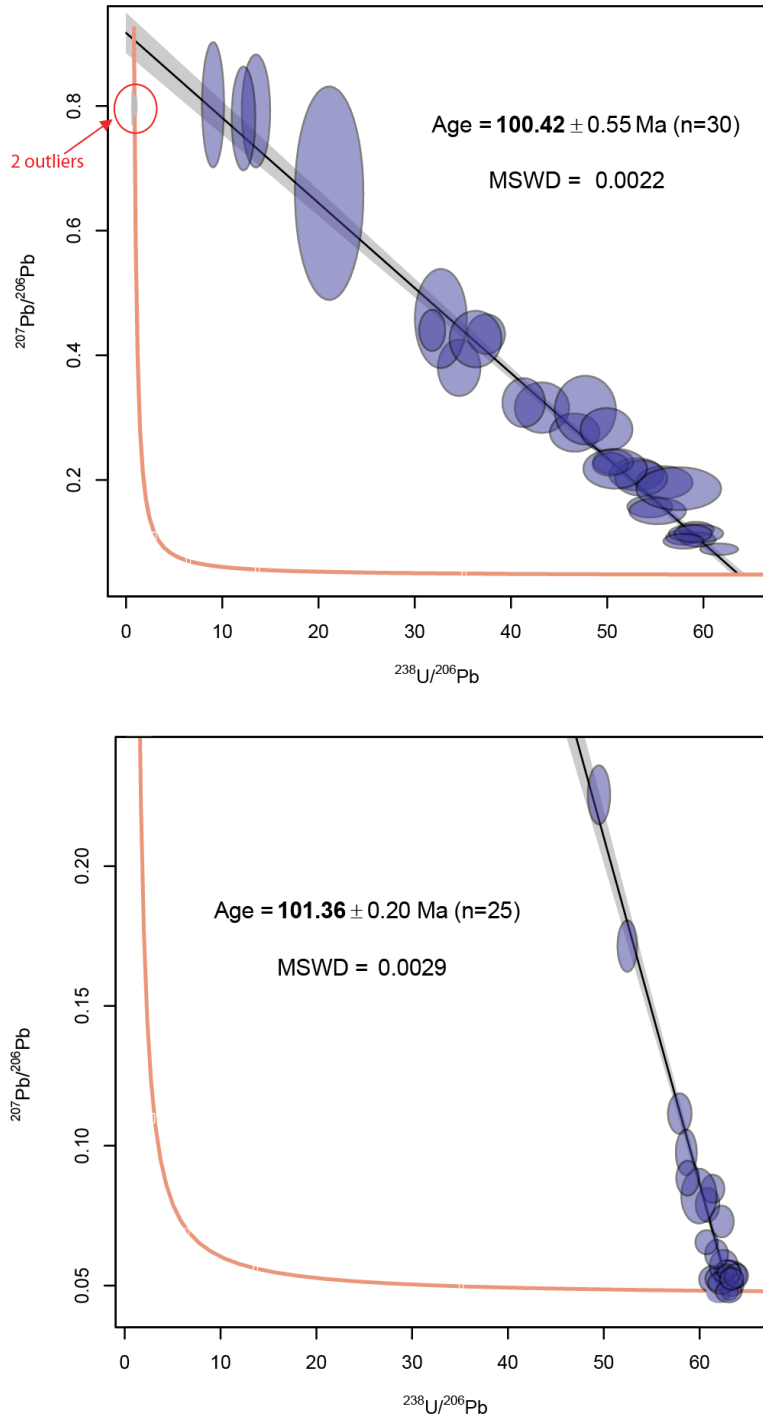 0.8
0.6
0.4
0.2
²⁰⁷Pb/²⁰⁶Pb
2 outliers
Age = 100.42 ± 0.55 Ma (n=30)
MSWD = 0.0022
0 10 20 30 40 50 60
²³⁸U/²⁰⁶Pb
0.20
0.15
0.10
0.05
²⁰⁷Pb/²⁰⁶Pb
Age = 101.36 ± 0.20 Ma (n=25)
MSWD = 0.0029
0 10 20 30 40 50 60
²³⁸U/²⁰⁶Pb